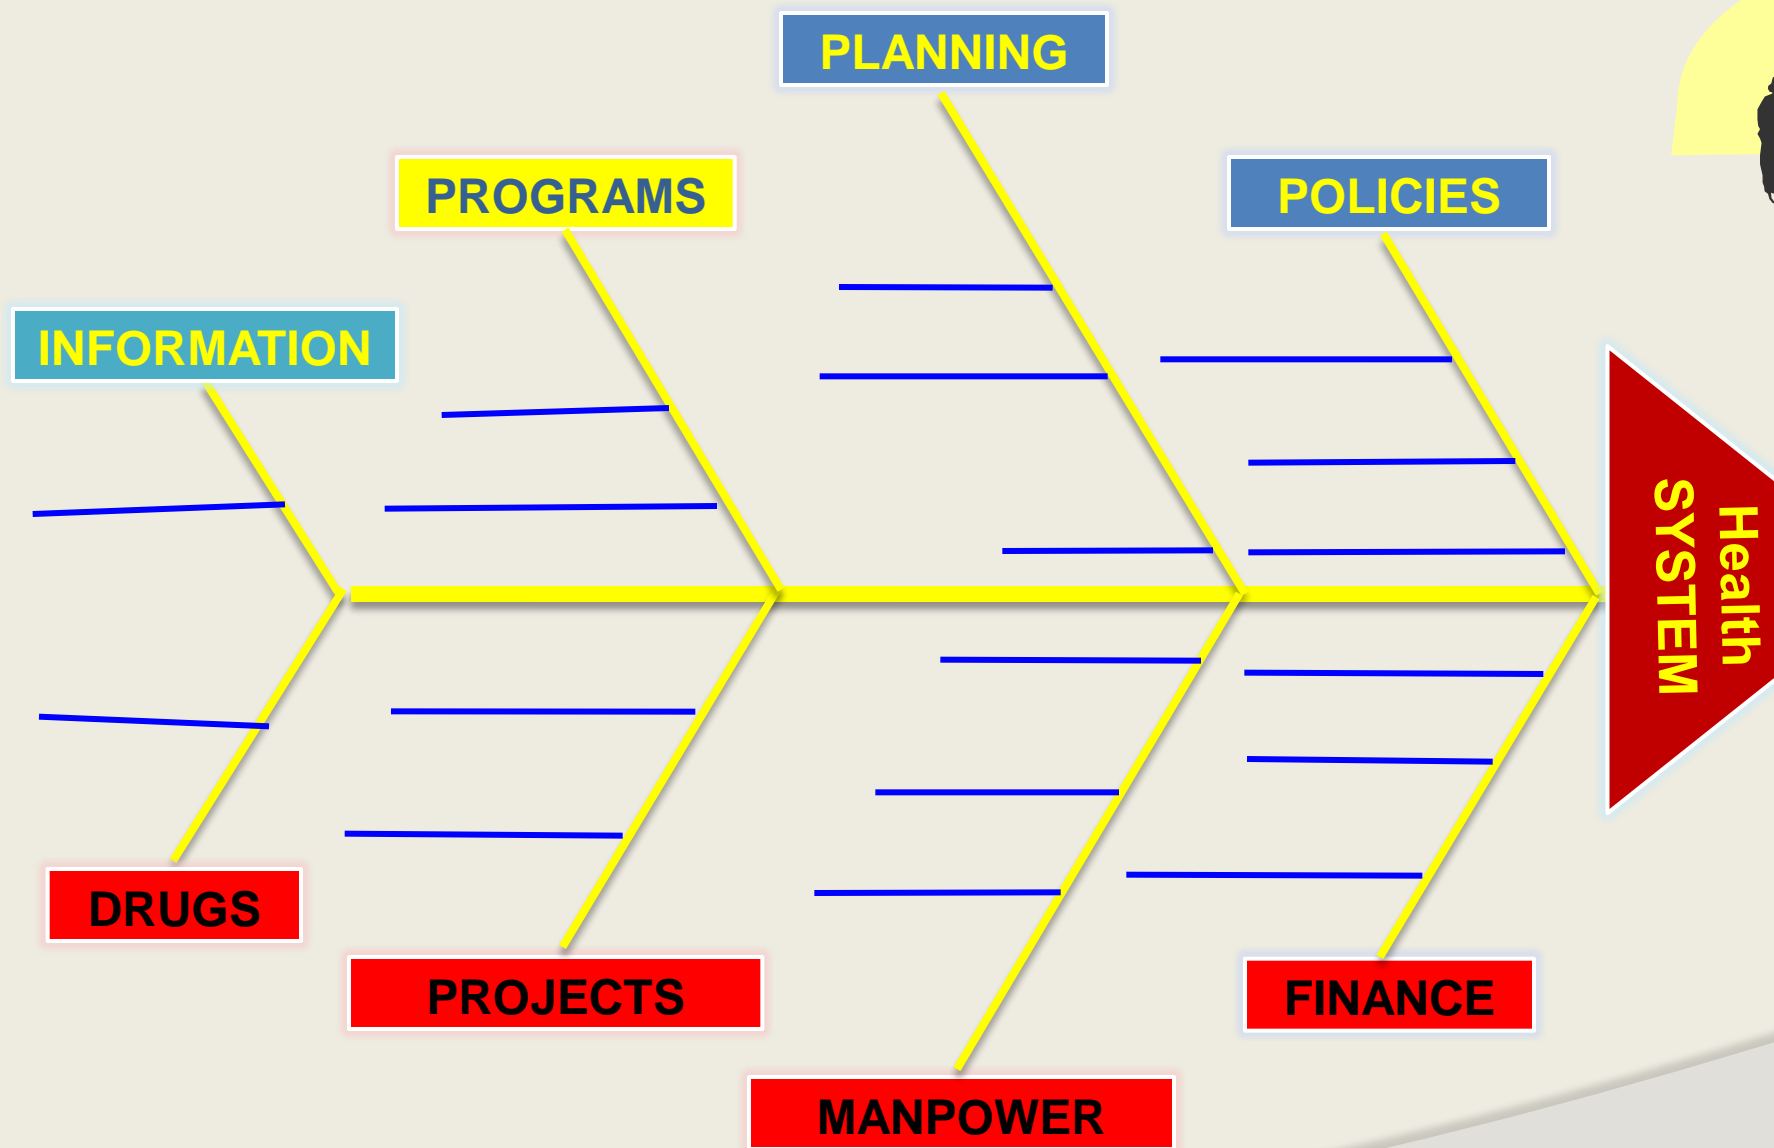 PLANNING
PROGRAMS
POLICIES
INFORMATION
Health
SYSTEM
DRUGS
PROJECTS
FINANCE
MANPOWER